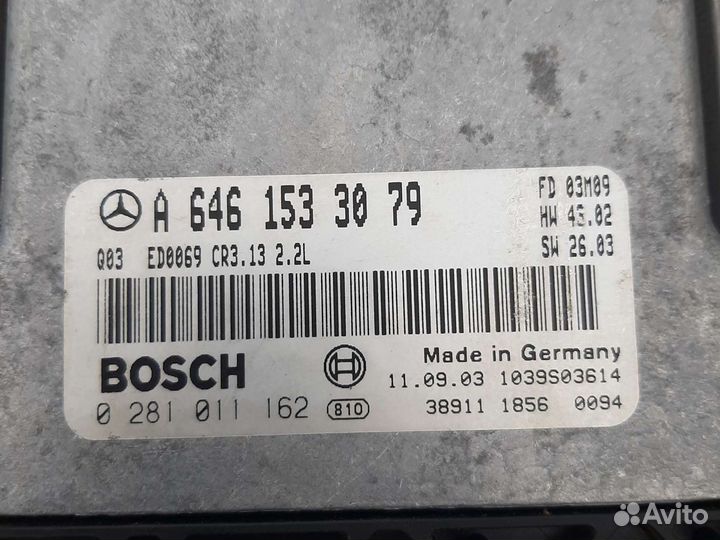 A 646 153 30 79
FD 03M09
HW 45.02
Q03 ED0069 CR3.13 2.2L
SW 26.03
BOSCH
Made in Germany
11.09.03 1039S03614
0 281 011 162 810
38911 1856 0094
Avito